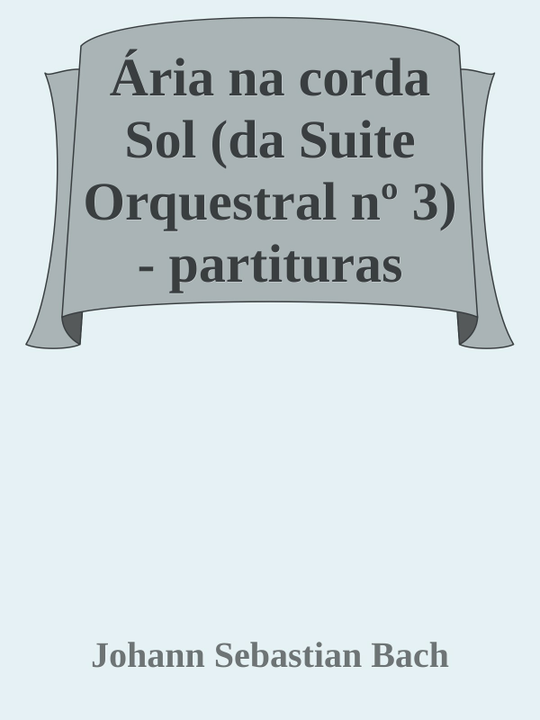 Ária na corda
Sol (da Suite
Orquestral nº 3)
- partituras
Johann Sebastian Bach